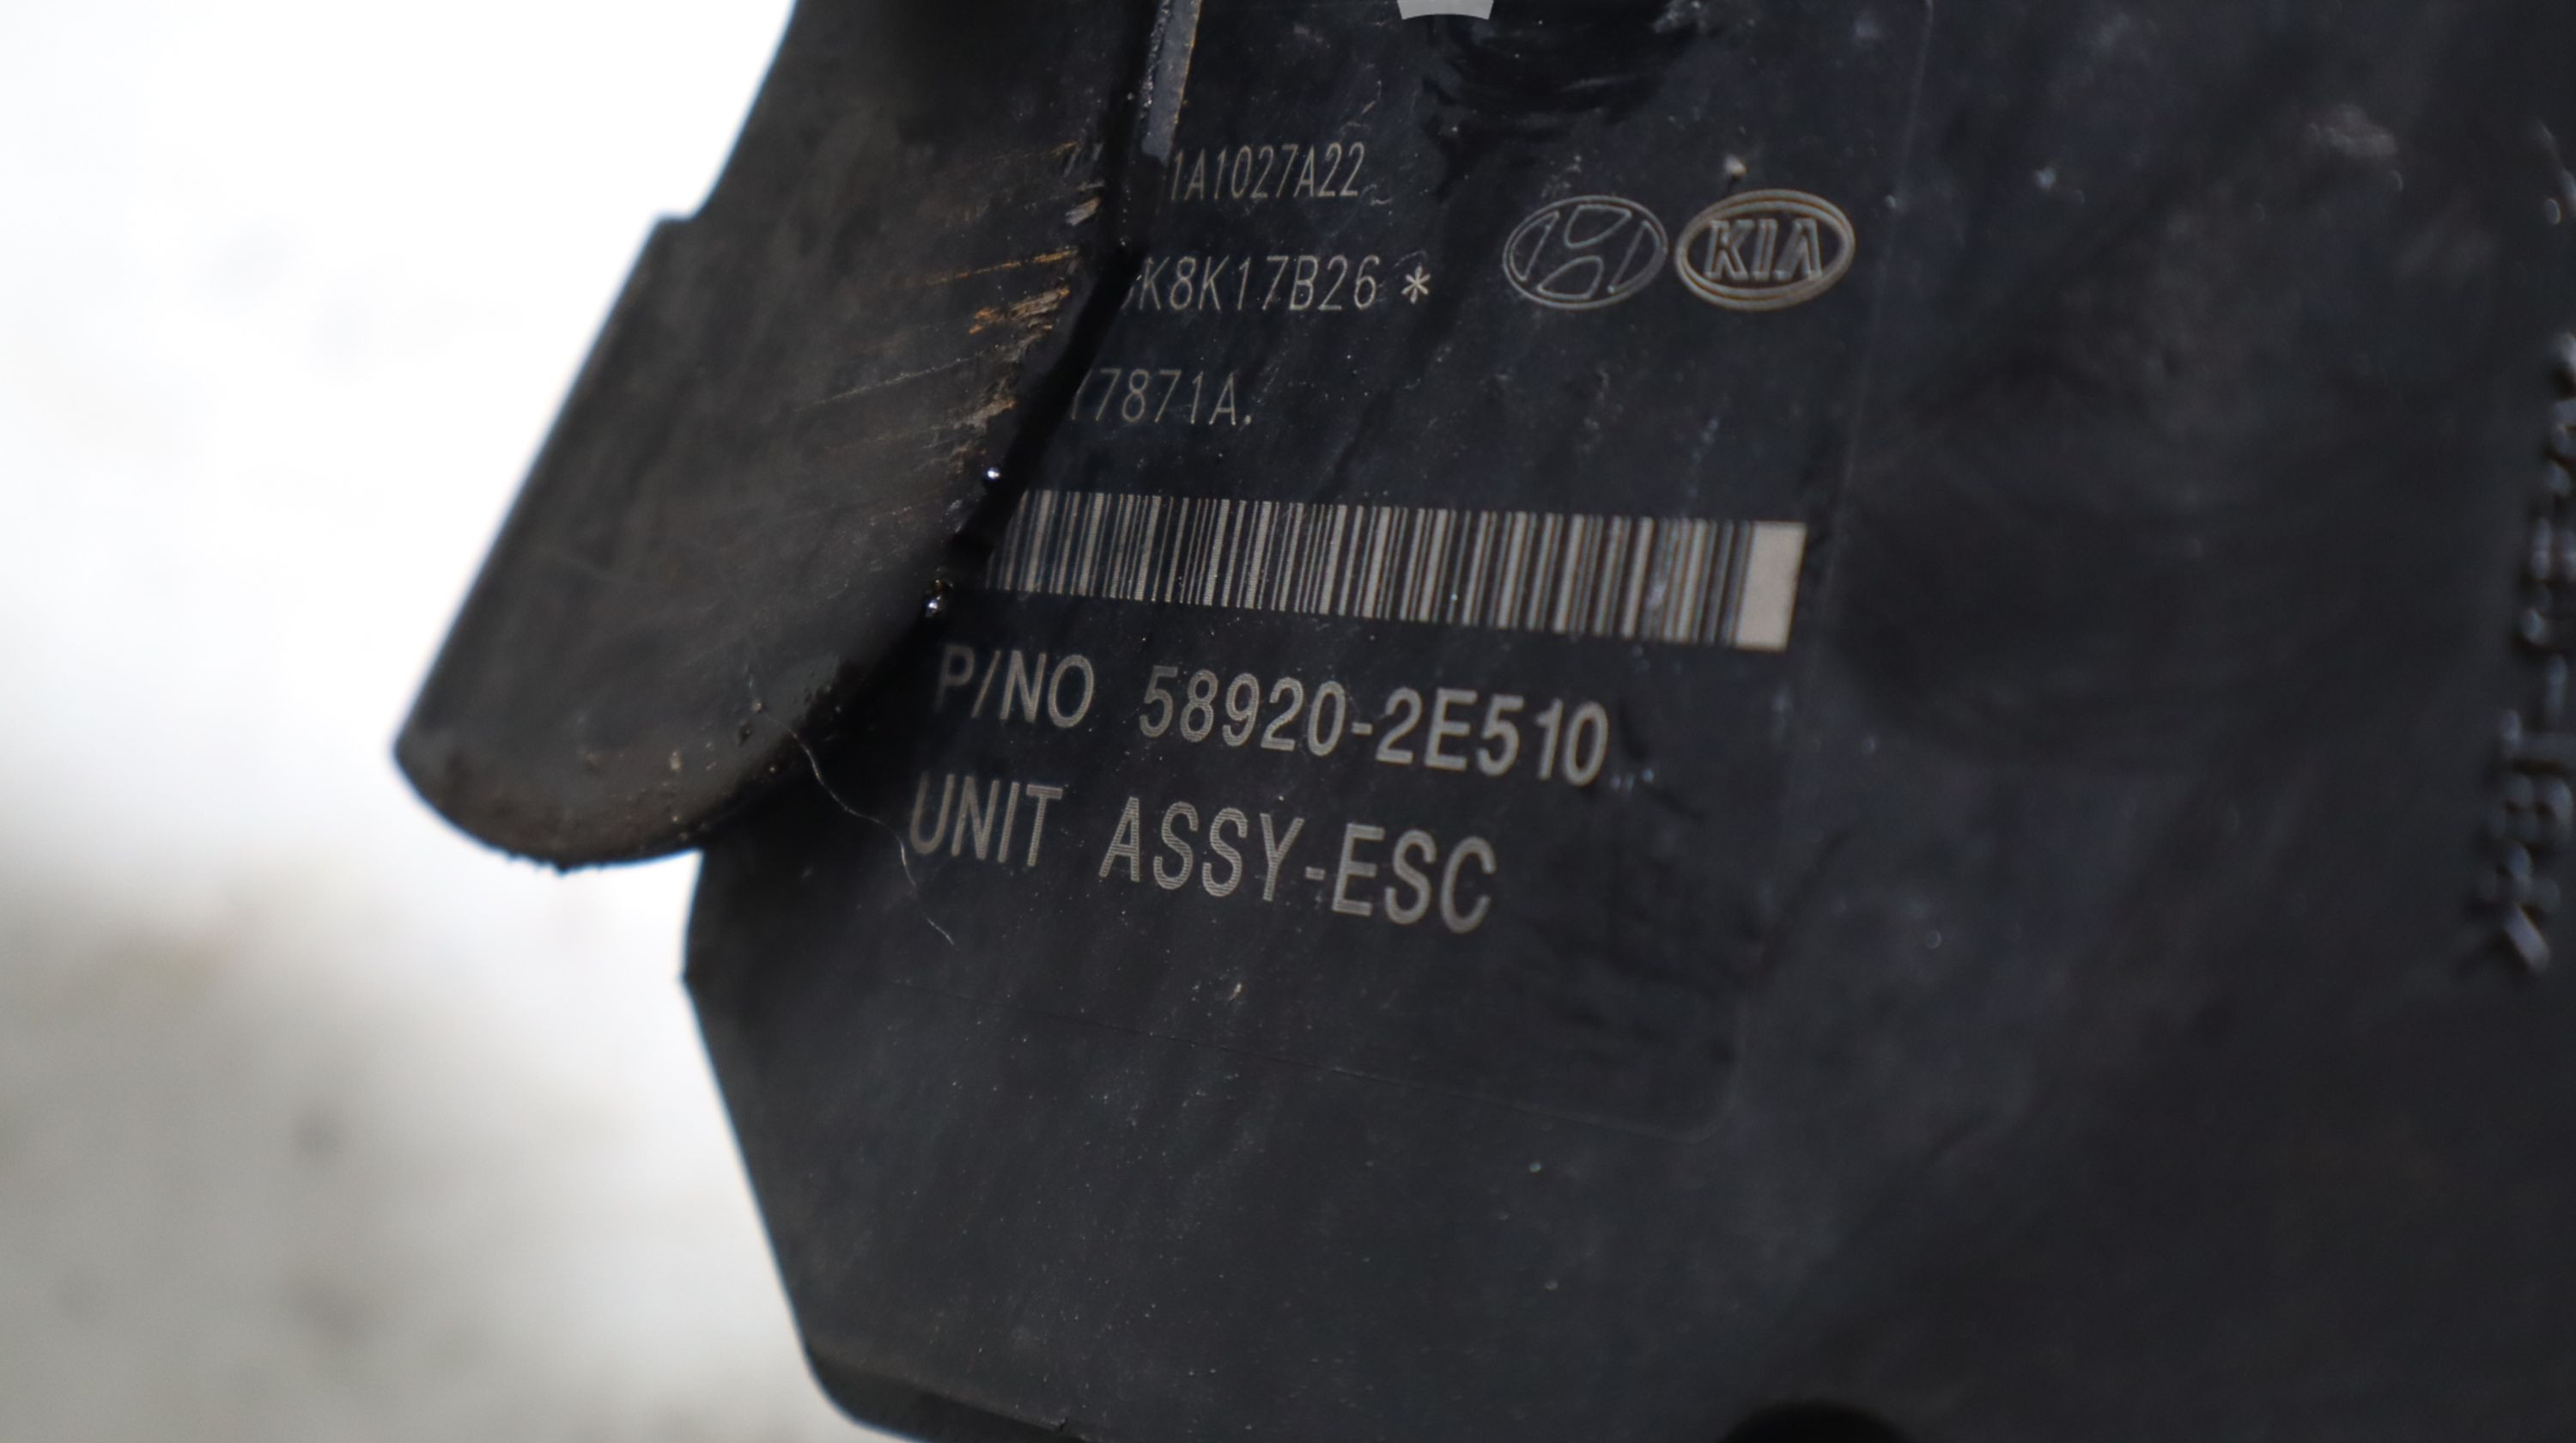 1A1027A22
K8K17B26*
KIA
7871A.
P/NO 58920-2E510
UNIT ASSY-ESC